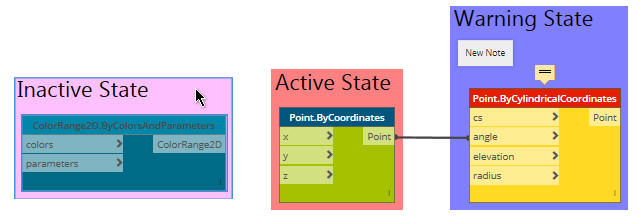 Inactive State
ColorRange2D.ByColorsAndParameters
colors
ColorRange2D
parameters
l
Active State
Point.ByCoordinates
x
Point
y
z
l
Warning State
New Note
Point.ByCylindricalCoordinates
cs
Point
angle
elevation
radius
l